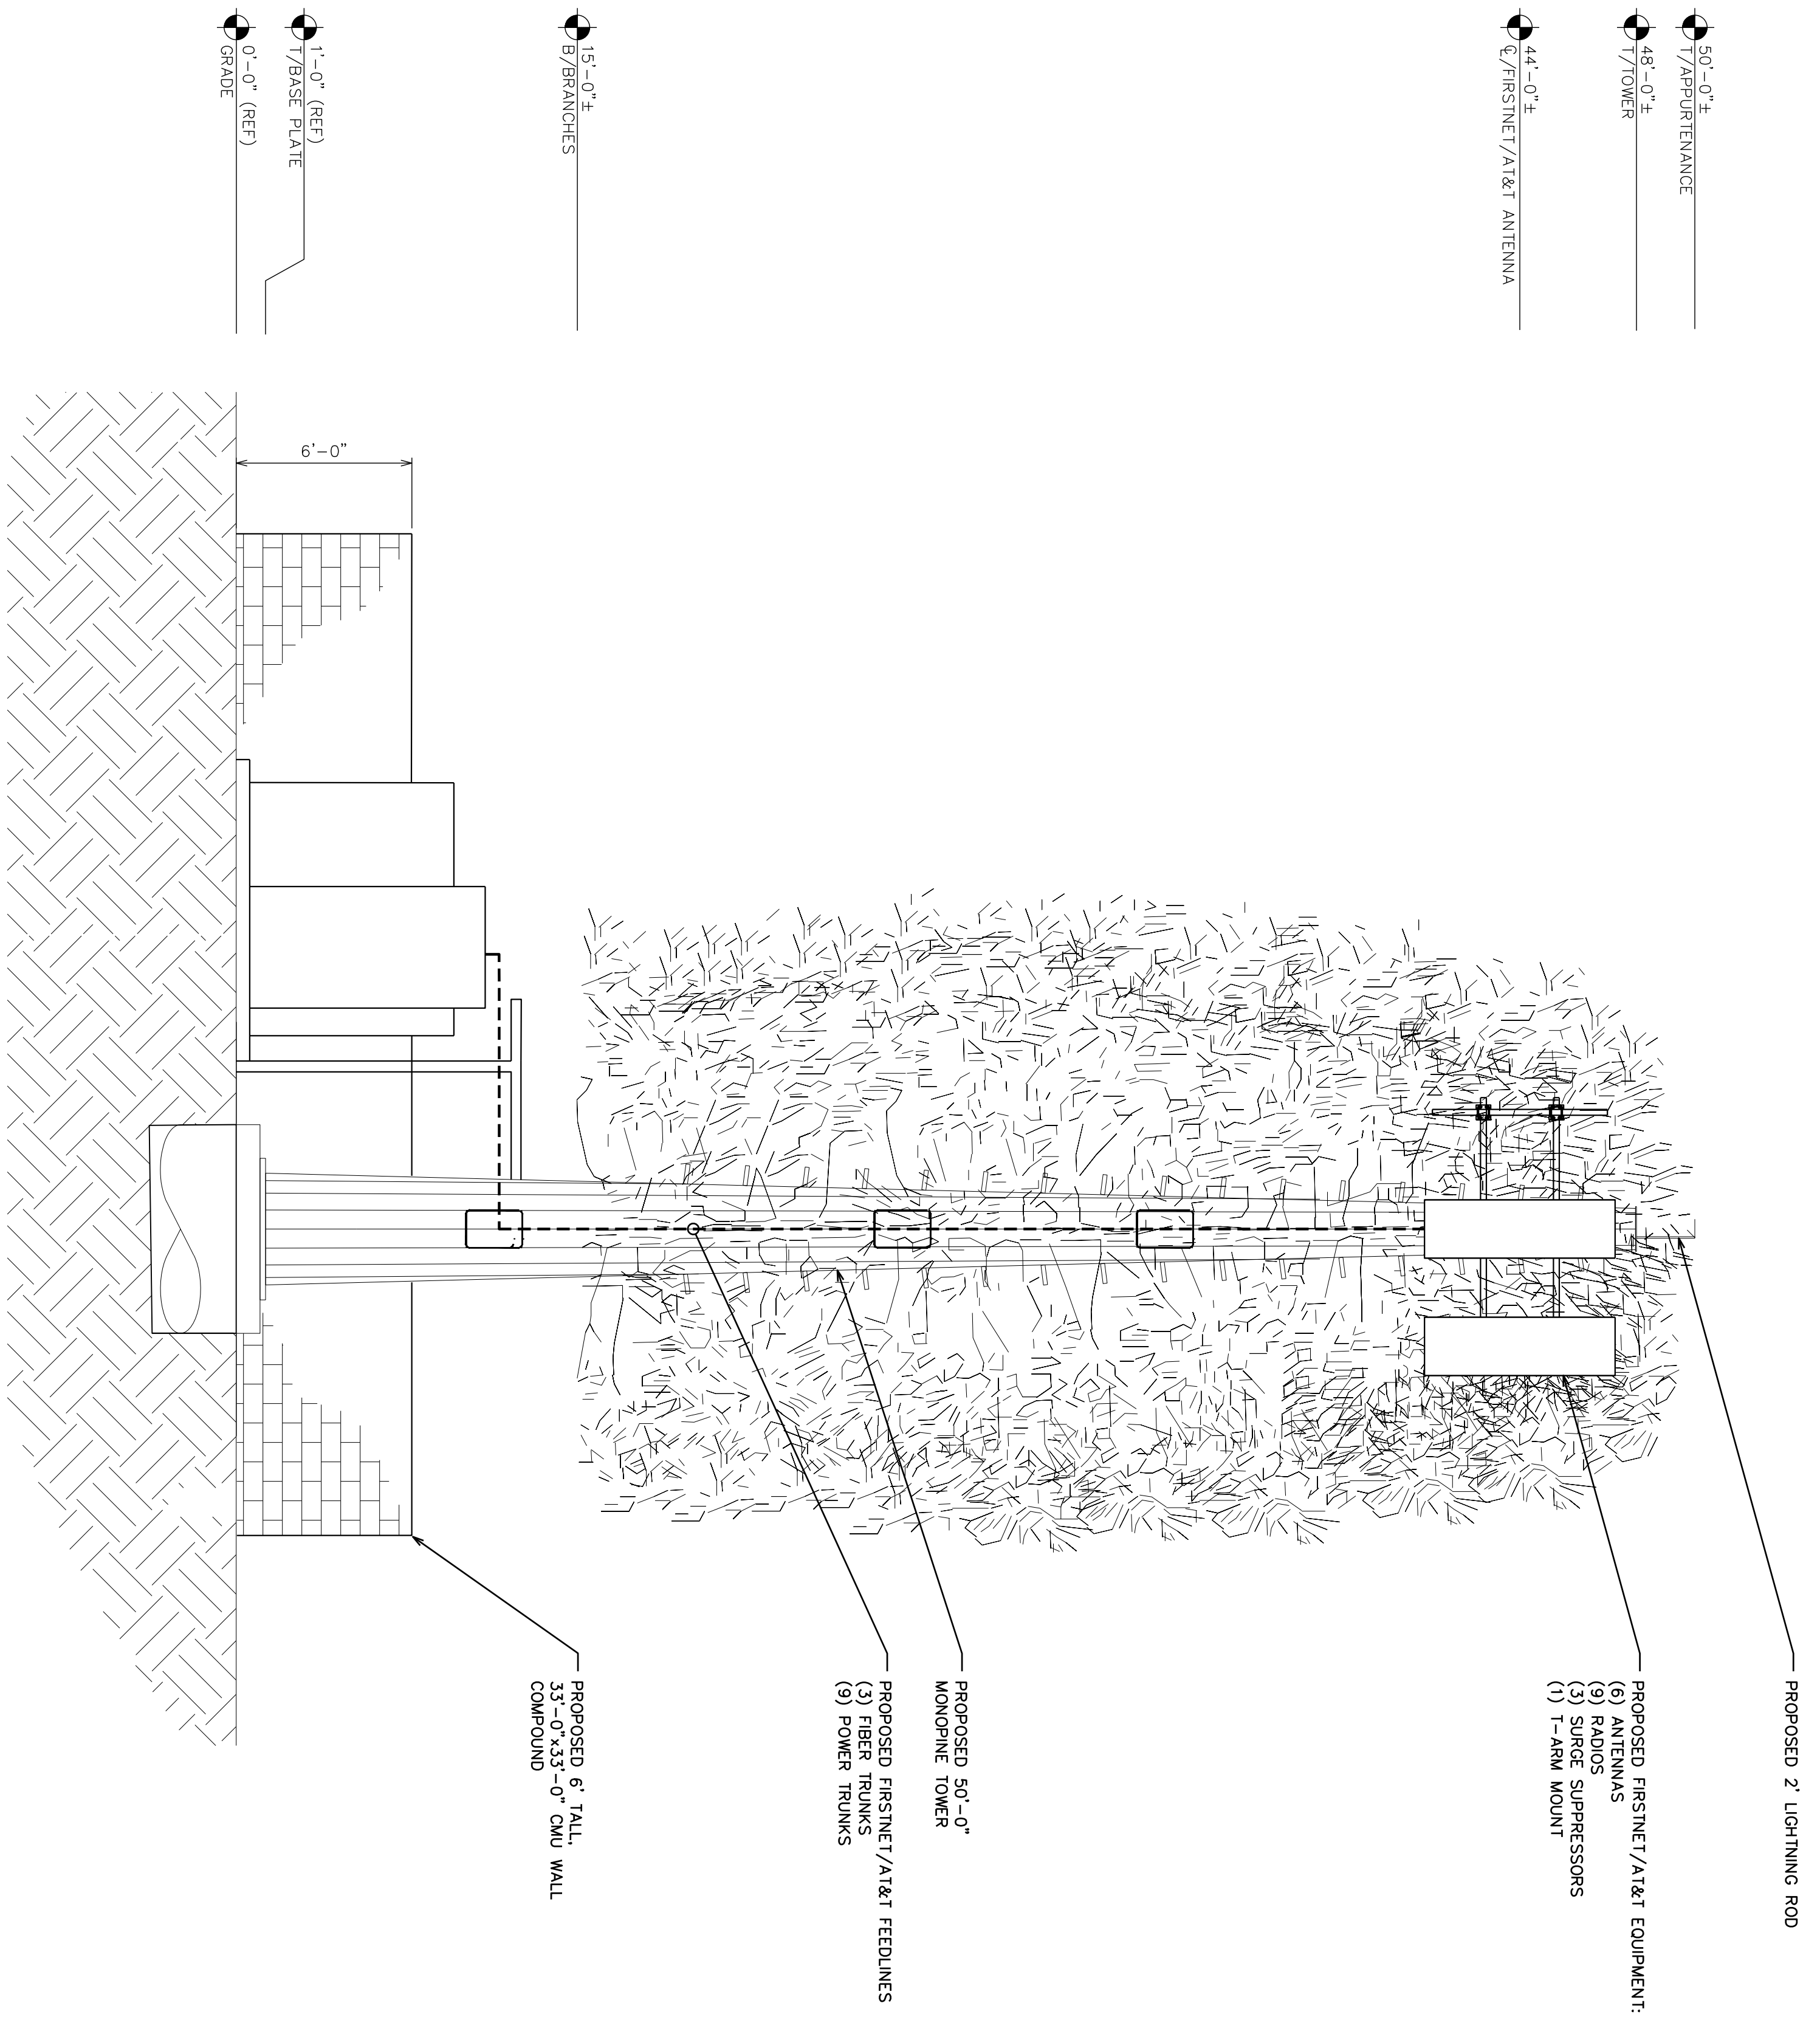 50'-0"±
T/APPURTENANCE
48'-0"±
T/TOWER
44'-0"±
℄/FIRSTNET/AT&T ANTENNA
15'-0"±
B/BRANCHES
1'-0" (REF)
T/BASE PLATE
0'-0" (REF)
GRADE
6'-0"
PROPOSED 2' LIGHTNING ROD
PROPOSED FIRSTNET/AT&T EQUIPMENT:
(6) ANTENNAS
(9) RADIOS
(3) SURGE SUPPRESSORS
(1) T-ARM MOUNT
PROPOSED 50'-0"
MONOPINE TOWER
PROPOSED FIRSTNET/AT&T FEEDLINES
(3) FIBER TRUNKS
(9) POWER TRUNKS
PROPOSED 6' TALL,
33'-0"x33'-0" CMU WALL
COMPOUND